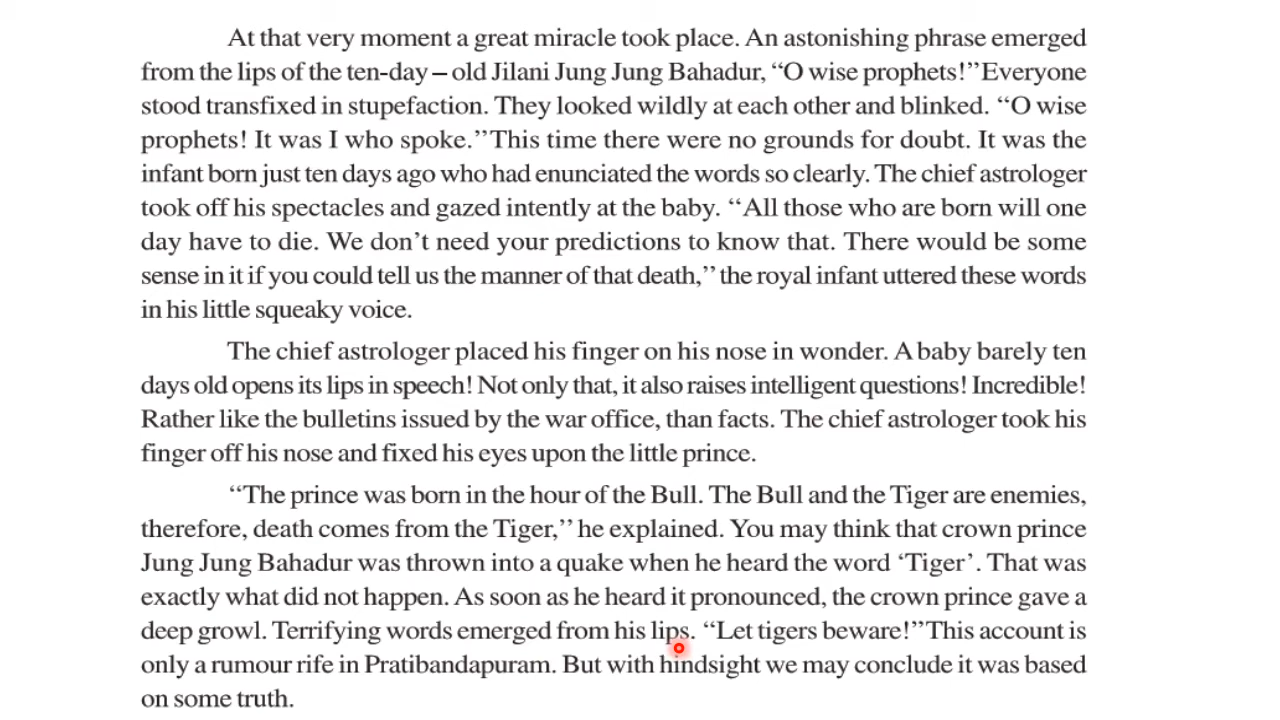 At that very moment a great miracle took place. An astonishing phrase emerged
from the lips of the ten-day – old Jilani Jung Jung Bahadur, “O wise prophets!” Everyone
stood transfixed in stupefaction. They looked wildly at each other and blinked. “O wise
prophets! It was I who spoke.” This time there were no grounds for doubt. It was the
infant born just ten days ago who had enunciated the words so clearly. The chief astrologer
took off his spectacles and gazed intently at the baby. “All those who are born will one
day have to die. We don’t need your predictions to know that. There would be some
sense in it if you could tell us the manner of that death,” the royal infant uttered these words
in his little squeaky voice.
The chief astrologer placed his finger on his nose in wonder. A baby barely ten
days old opens its lips in speech! Not only that, it also raises intelligent questions! Incredible!
Rather like the bulletins issued by the war office, than facts. The chief astrologer took his
finger off his nose and fixed his eyes upon the little prince.
“The prince was born in the hour of the Bull. The Bull and the Tiger are enemies,
therefore, death comes from the Tiger,” he explained. You may think that crown prince
Jung Jung Bahadur was thrown into a quake when he heard the word ‘Tiger’. That was
exactly what did not happen. As soon as he heard it pronounced, the crown prince gave a
deep growl. Terrifying words emerged from his lips. “Let tigers beware!” This account is
only a rumour rife in Pratibandapuram. But with hindsight we may conclude it was based
on some truth.